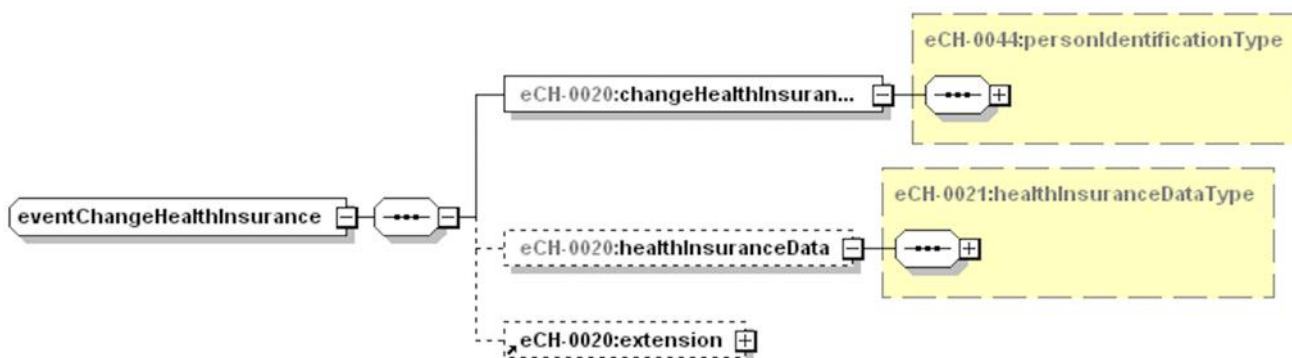 eCH-0044:personIdentificationType
eCH-0020:changeHealthInsuran...
eCH-0021:healthInsuranceDataType
eventChangeHealthInsurance
eCH-0020:healthInsuranceData
eCH-0020:extension